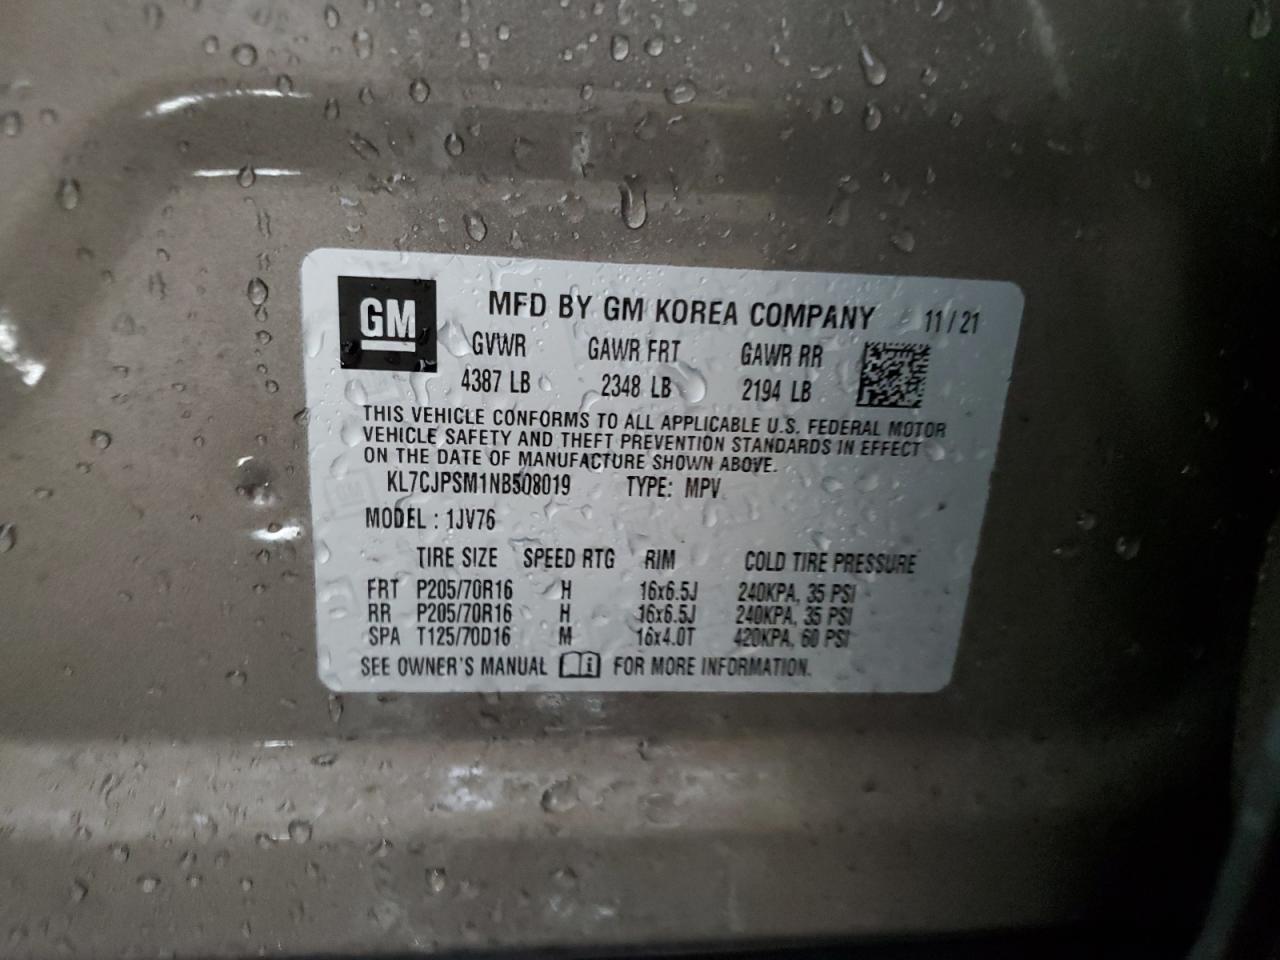 GM
MFD BY GM KOREA COMPANY 11/21
GVWR GAWR FRT GAWR RR
4387 LB 2348 LB 2194 LB
THIS VEHICLE CONFORMS TO ALL APPLICABLE U.S. FEDERAL MOTOR
VEHICLE SAFETY AND THEFT PREVENTION STANDARDS IN EFFECT
ON THE DATE OF MANUFACTURE SHOWN ABOVE.
KL7CJPSM1NB508019 TYPE: MPV
MODEL : 1JV76
TIRE SIZE SPEED RTG RIM COLD TIRE PRESSURE
FRT P205/70R16 H 16x6.5J 240KPA, 35 PSI
RR P205/70R16 H 16x6.5J 240KPA, 35 PSI
SPA T125/70D16 M 16x4.0T 420KPA, 60 PSI
SEE OWNER'S MANUAL i FOR MORE INFORMATION.